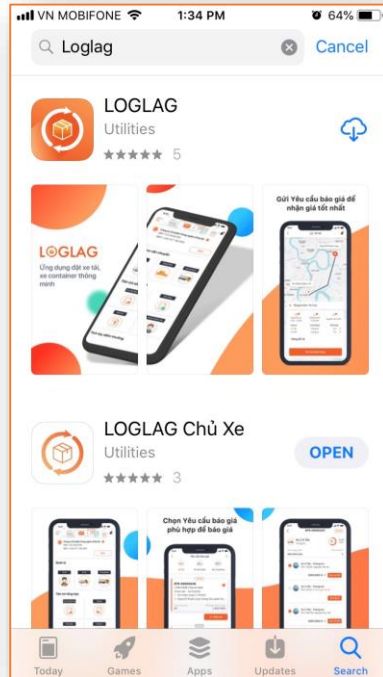 VN MOBIFONE 1:34 PM 64%
Loglag Cancel
LOGLAG
Utilities
5
LOGLAG
Ứng dụng đặt xe tải,
xe container thông
minh
Gửi Yêu cầu báo giá để
nhận giá tốt nhất
LOGLAG Chủ Xe
Utilities
OPEN
3
Chọn Yêu cầu báo giá
phù hợp để báo giá
Today Games Apps Updates Search